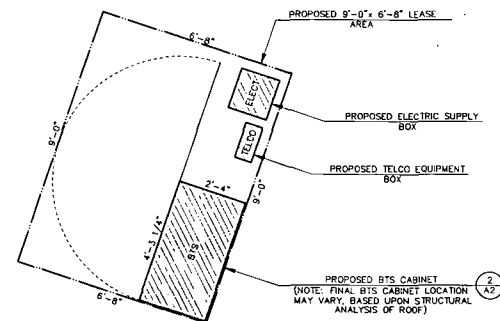 PROPOSED 9'-0"x 6'-8" LEASE
AREA
6'-8"
ELECT
PROPOSED ELECTRIC SUPPLY
BOX
TELCO
9'-0"
PROPOSED TELCO EQUIPMENT
BOX
2'-4"
9'-0"
4'-3 1/4"
BTS
6'-8"
PROPOSED BTS CABINET
(NOTE: FINAL BTS CABINET LOCATION
MAY VARY, BASED UPON STRUCTURAL
ANALYSIS OF ROOF)
2
A2